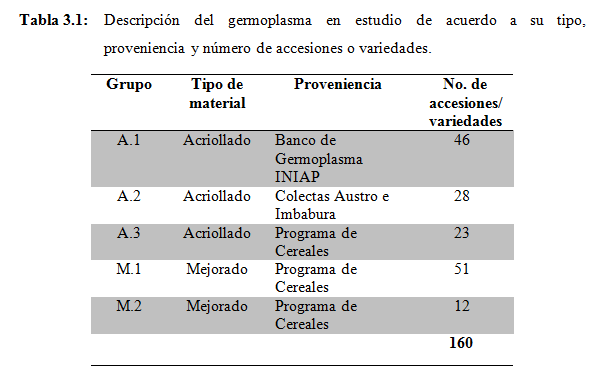 Tabla 3.1: Descripción del germoplasma en estudio de acuerdo a su tipo,
proveniencia y número de accesiones o variedades.
Grupo Tipo de material Proveniencia No. de accesiones/ variedades
A.1 Acriollado Banco de Germoplasma INIAP 46
A.2 Acriollado Colectas Austro e Imbabura 28
A.3 Acriollado Programa de Cereales 23
M.1 Mejorado Programa de Cereales 51
M.2 Mejorado Programa de Cereales 12
160